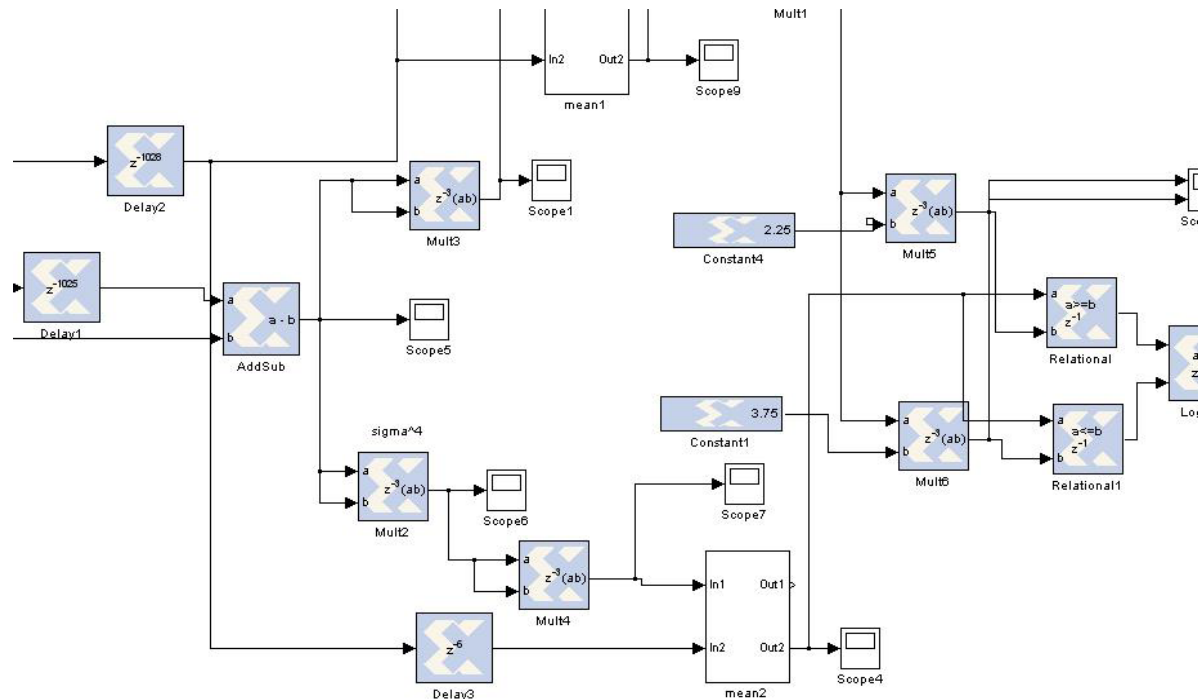 Mult1
In2
Out2
mean1
Scope9
z^-1028
Delay2
a
b
z^-3(ab)
Mult3
Scope1
a
b
z^-3(ab)
Mult5
2.25
Constant4
z^-1025
Delay1
a
b
a - b
AddSub
Scope5
a
b
a>=b
z^-1
Relational
3.75
Constant1
a
b
z^-3(ab)
Mult6
a
b
a<=b
z^-1
Relational1
sigma^4
a
b
z^-3(ab)
Mult2
Scope6
Scope7
a
b
z^-3(ab)
Mult4
In1
Out1
In2
Out2
mean2
Scope4
z^-6
Delay3